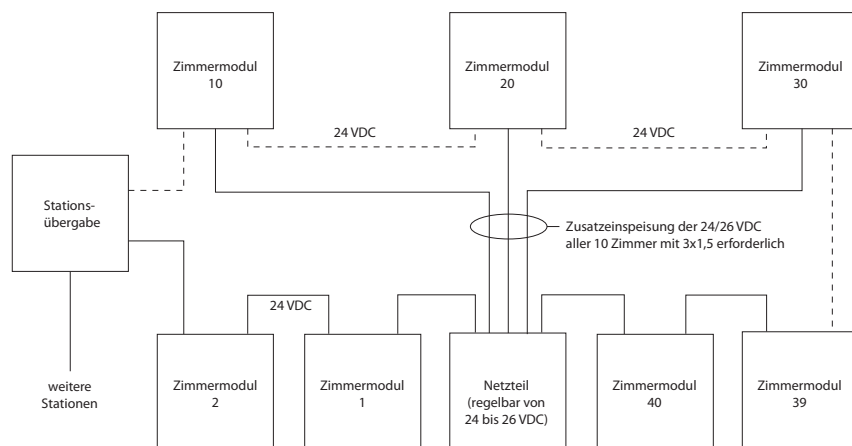 Zimmermodul
10
Zimmermodul
20
Zimmermodul
30
24 VDC
24 VDC
Stations-
übergabe
Zusatzeinspeisung der 24/26 VDC
aller 10 Zimmer mit 3x1,5 erforderlich
24 VDC
weitere
Stationen
Zimmermodul
2
Zimmermodul
1
Netzteil
(regelbar von
24 bis 26 VDC)
Zimmermodul
40
Zimmermodul
39